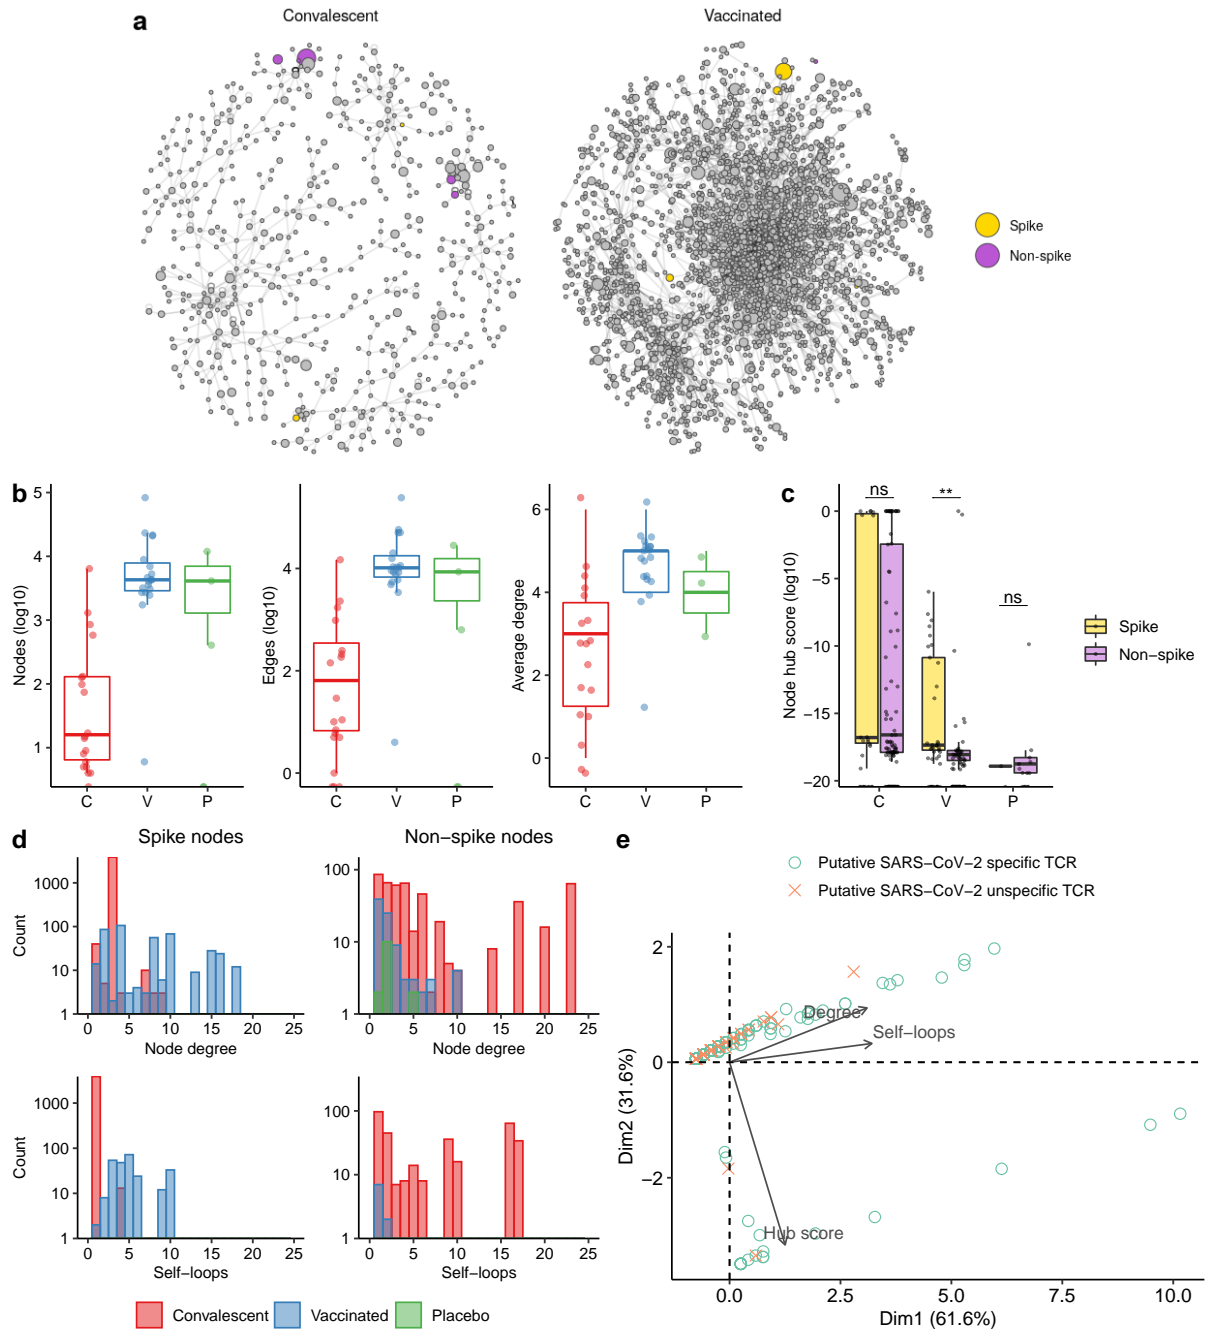 a
Convalescent
Vaccinated
Spike
Non-spike
b
Nodes (log10)
5
4
3
2
1
C
V
P
Edges (log10)
4
2
0
C
V
P
Average degree
6
4
2
0
C
V
P
c
Node hub score (log10)
0
−5
−10
−15
−20
ns
**
ns
C
V
P
Spike
Non−spike
d
Spike nodes
Non−spike nodes
Count
1000
100
10
1
0 5 10 15 20 25
Node degree
100
10
1
0 5 10 15 20 25
Node degree
Count
1000
100
10
1
0 5 10 15 20 25
Self−loops
100
10
1
0 5 10 15 20 25
Self−loops
Convalescent
Vaccinated
Placebo
e
Putative SARS−CoV−2 specific TCR
Putative SARS−CoV−2 unspecific TCR
Dim2 (31.6%)
2
0
−2
Degree
Self−loops
Hub score
0.0 2.5 5.0 7.5 10.0
Dim1 (61.6%)